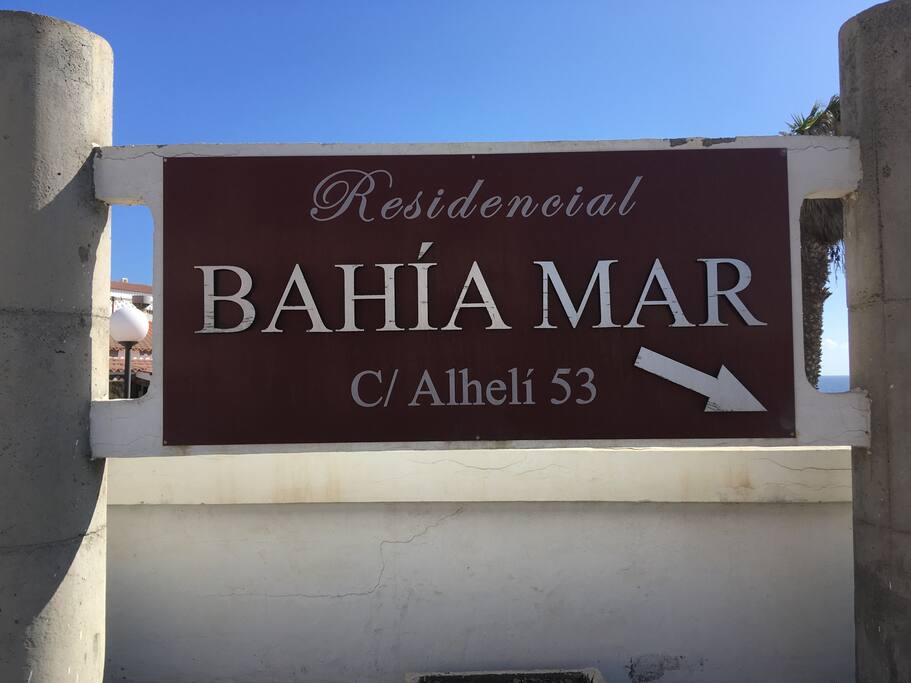 Residencial
BAHÍA MAR
C/ Alhelí 53